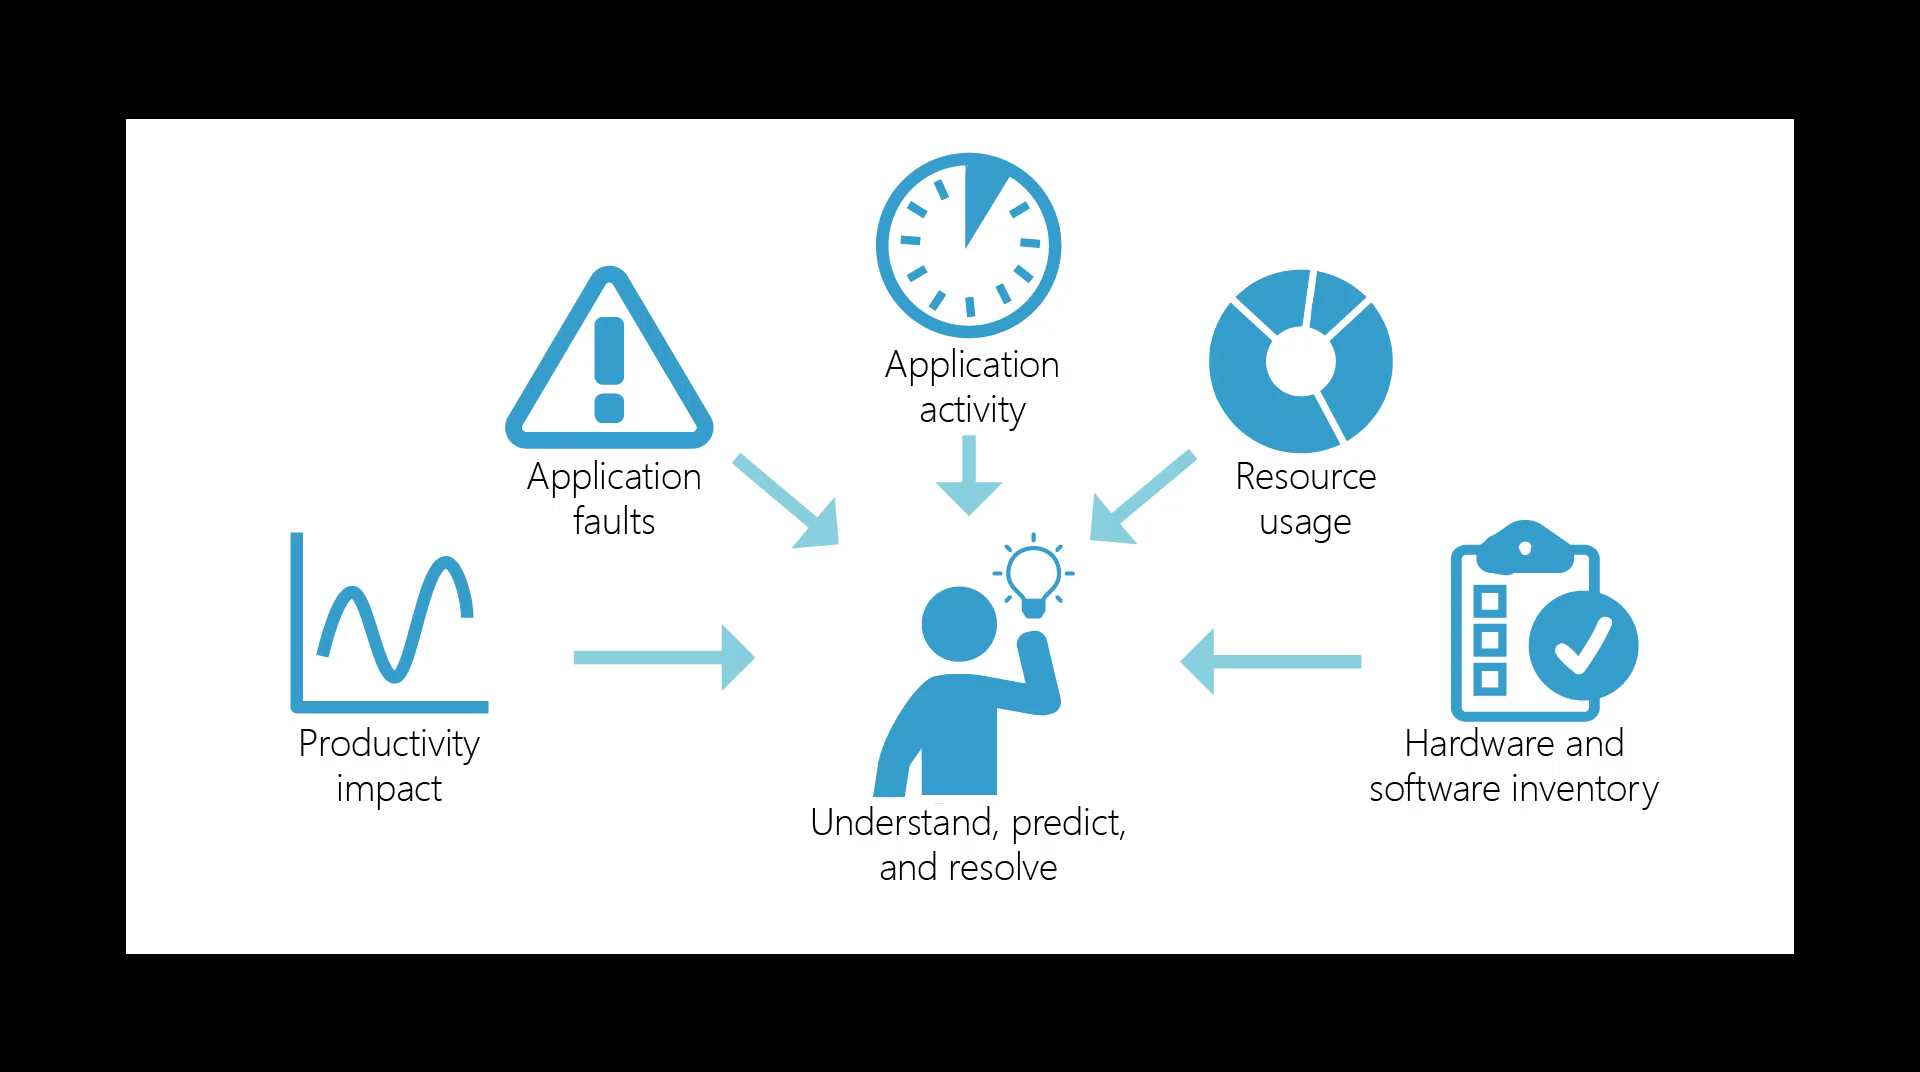 Application
activity
Application
faults
Resource
usage
Productivity
impact
Hardware and
software inventory
Understand, predict,
and resolve